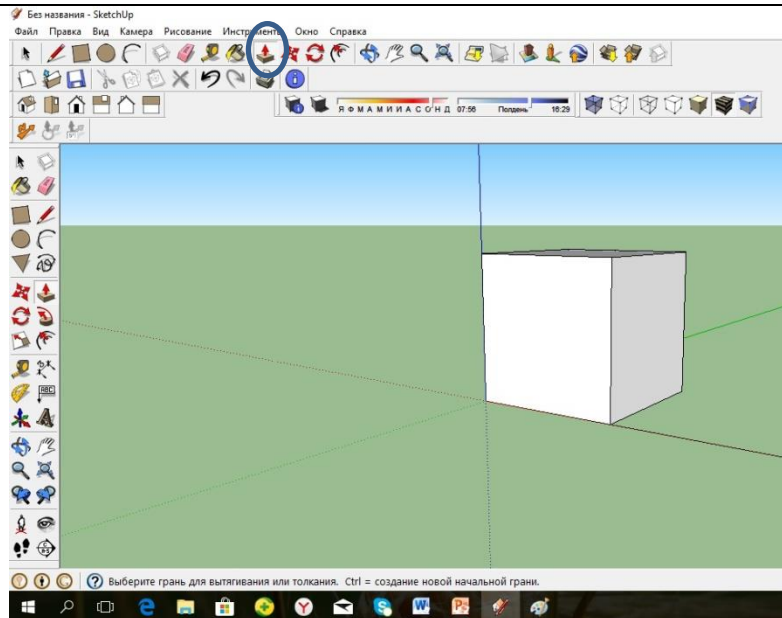 Без названия - SketchUp
Файл Правка Вид Камера Рисование Инструменты Окно Справка
Я Ф М А М И И А С О Н Д 07:56 Полдень 16:29
ABC
Выберите грань для вытягивания или толкания. Ctrl = создание новой начальной грани.